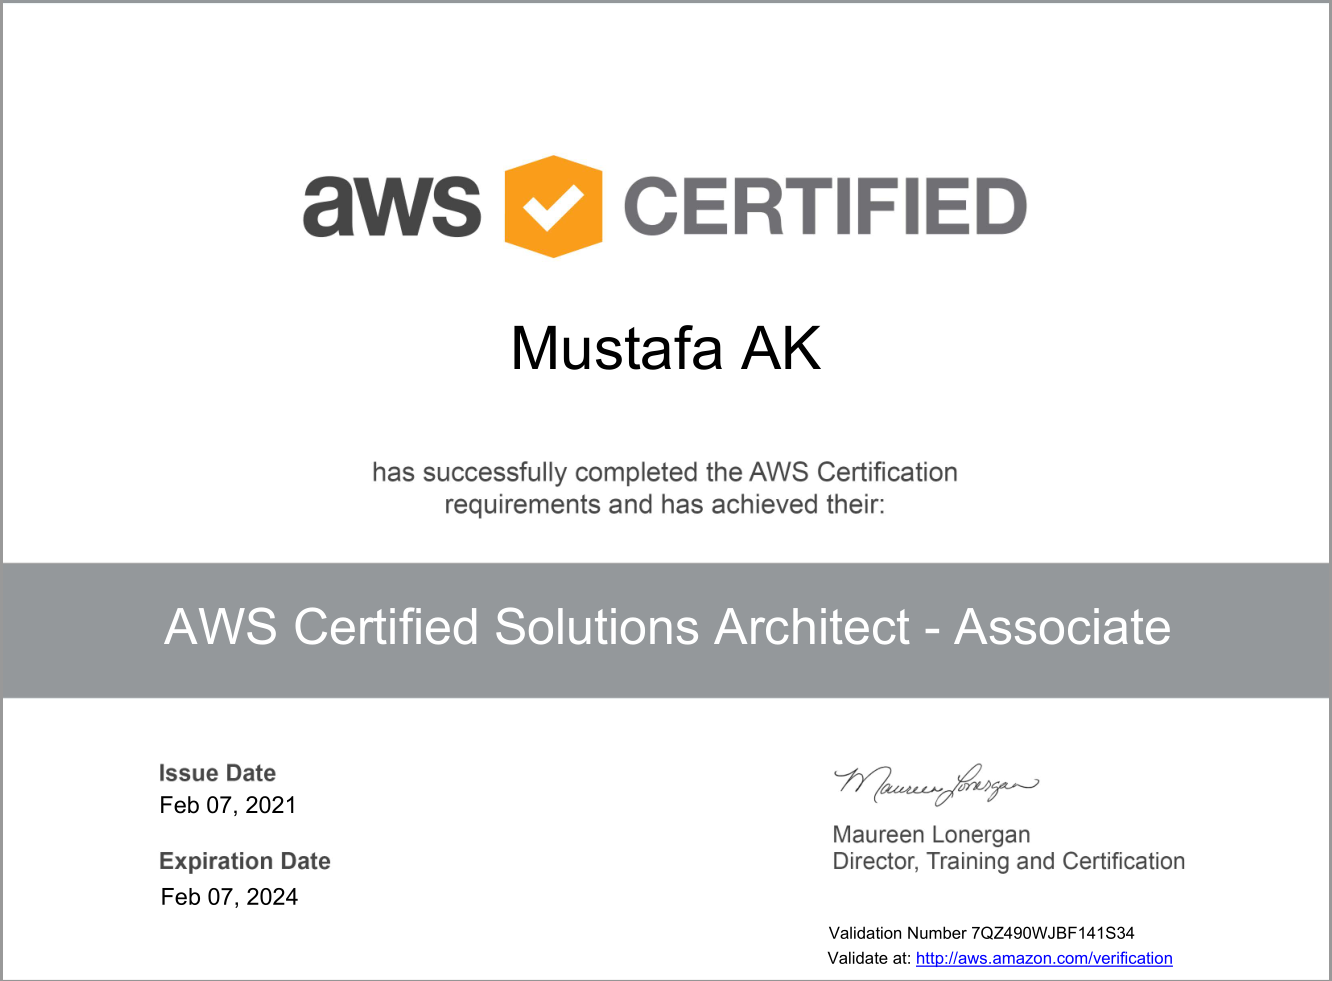 aws CERTIFIED
Mustafa AK
has successfully completed the AWS Certification
requirements and has achieved their:
AWS Certified Solutions Architect - Associate
Issue Date
Feb 07, 2021
Expiration Date
Feb 07, 2024
Maureen Lonergan
Maureen Lonergan
Director, Training and Certification
Validation Number 7QZ490WJBF141S34
Validate at: http://aws.amazon.com/verification